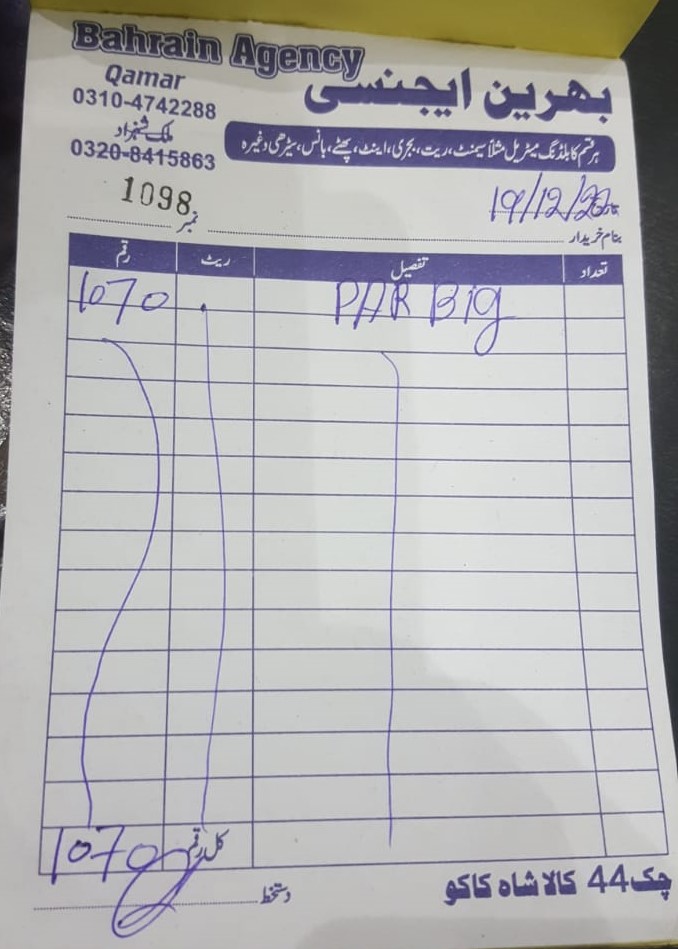 Bahrain Agency
بھرین ایجنسی
Qamar
0310-4742288
ملک شہزاد
0320-8415863
ہر قسم کا بلڈنگ میٹریل مثلاً سیمنٹ، ریت، بجری، اینٹ، پھٹے، بانس، سیڑھی وغیرہ
19/12/22
1098 نمبر
بنام خریدار
تعداد تفصیل ریٹ رقم
PAR Big 1070
کل رقم 1070
دستخط
چک 44 کالا شاہ کاکو